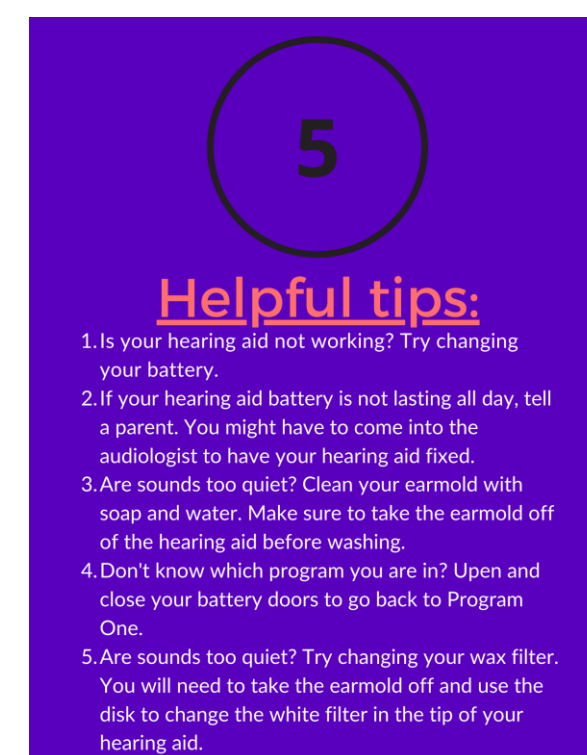 5
Helpful tips:
1. Is your hearing aid not working? Try changing
your battery.
2. If your hearing aid battery is not lasting all day, tell
a parent. You might have to come into the
audiologist to have your hearing aid fixed.
3. Are sounds too quiet? Clean your earmold with
soap and water. Make sure to take the earmold off
of the hearing aid before washing.
4. Don't know which program you are in? Upen and
close your battery doors to go back to Program
One.
5. Are sounds too quiet? Try changing your wax filter.
You will need to take the earmold off and use the
disk to change the white filter in the tip of your
hearing aid.